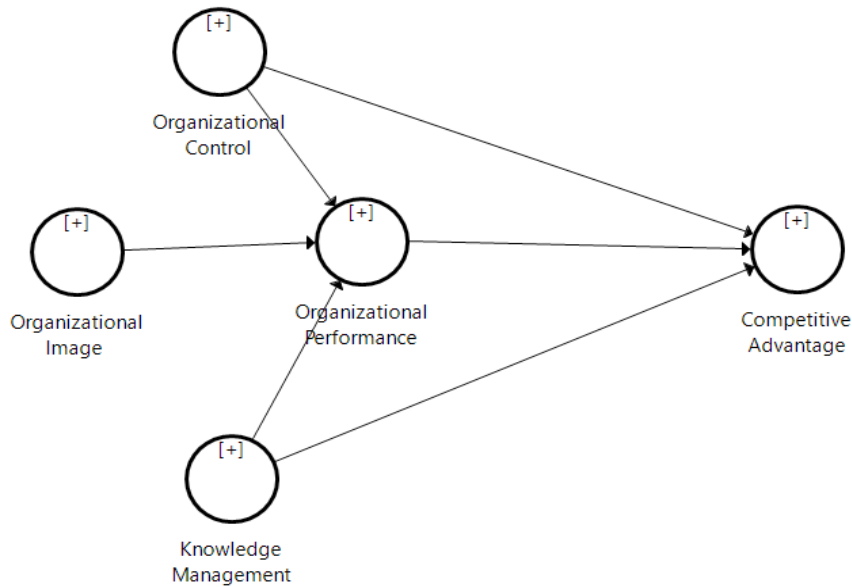 [+]
Organizational
Control
[+]
[+]
[+]
Organizational
Image
Organizational
Performance
Competitive
Advantage
[+]
Knowledge
Management